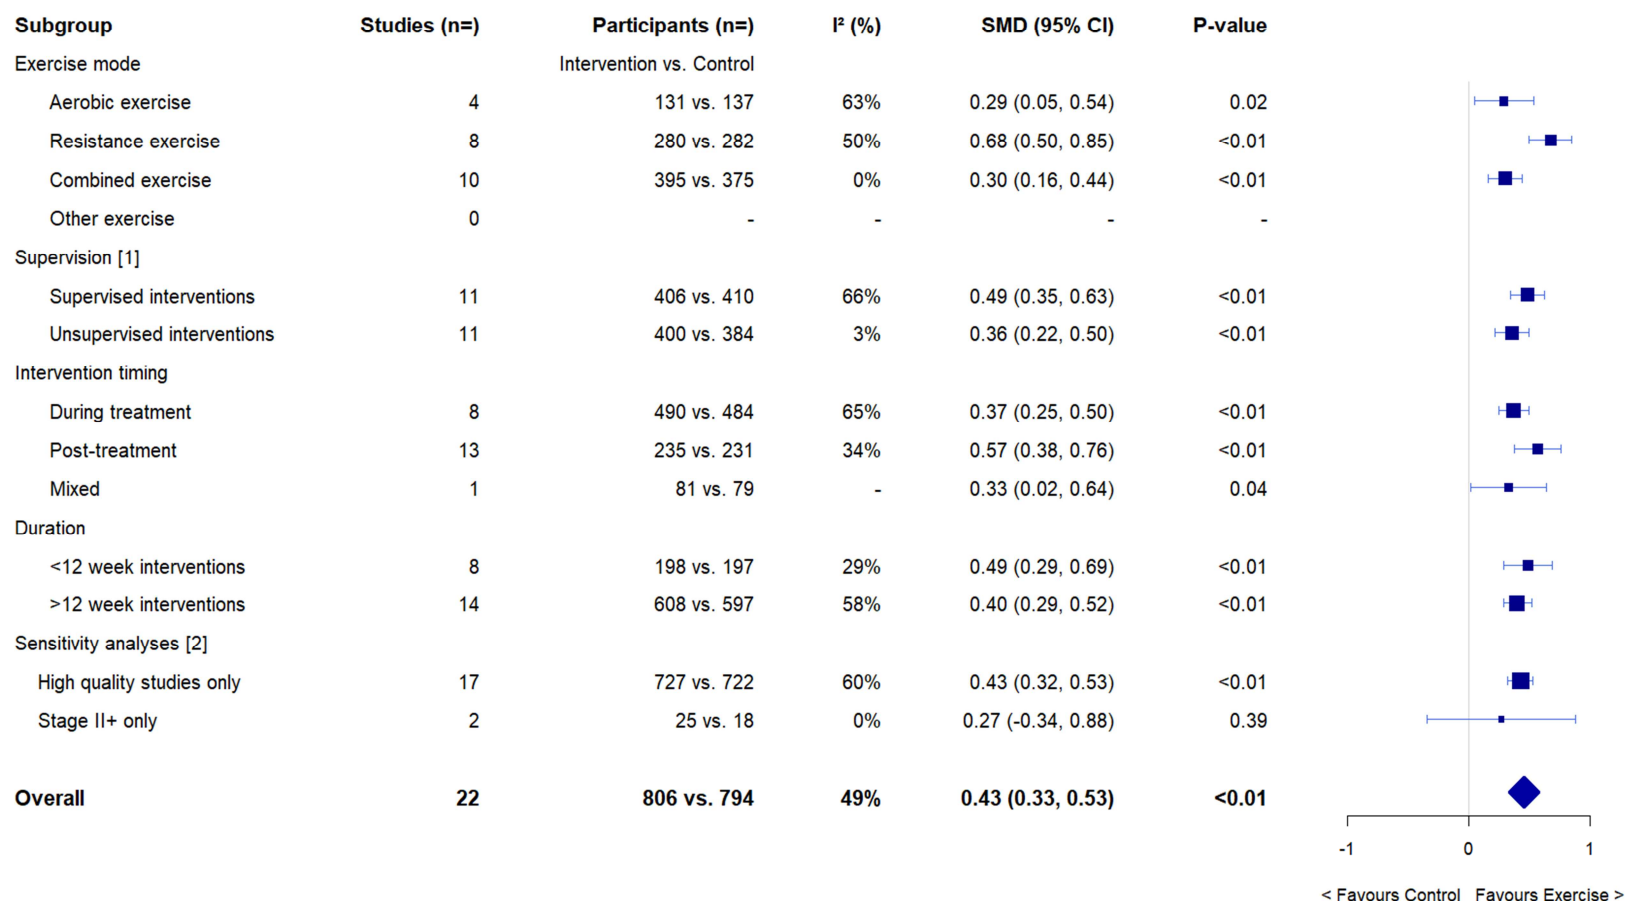 Subgroup Studies (n=) Participants (n=) I² (%) SMD (95% CI) P-value
Exercise mode Intervention vs. Control
Aerobic exercise 4 131 vs. 137 63% 0.29 (0.05, 0.54) 0.02
Resistance exercise 8 280 vs. 282 50% 0.68 (0.50, 0.85) <0.01
Combined exercise 10 395 vs. 375 0% 0.30 (0.16, 0.44) <0.01
Other exercise 0 - - - -
Supervision [1]
Supervised interventions 11 406 vs. 410 66% 0.49 (0.35, 0.63) <0.01
Unsupervised interventions 11 400 vs. 384 3% 0.36 (0.22, 0.50) <0.01
Intervention timing
During treatment 8 490 vs. 484 65% 0.37 (0.25, 0.50) <0.01
Post-treatment 13 235 vs. 231 34% 0.57 (0.38, 0.76) <0.01
Mixed 1 81 vs. 79 - 0.33 (0.02, 0.64) 0.04
Duration
<12 week interventions 8 198 vs. 197 29% 0.49 (0.29, 0.69) <0.01
>12 week interventions 14 608 vs. 597 58% 0.40 (0.29, 0.52) <0.01
Sensitivity analyses [2]
High quality studies only 17 727 vs. 722 60% 0.43 (0.32, 0.53) <0.01
Stage II+ only 2 25 vs. 18 0% 0.27 (-0.34, 0.88) 0.39
Overall 22 806 vs. 794 49% 0.43 (0.33, 0.53) <0.01
-1 0 1
< Favours Control Favours Exercise >